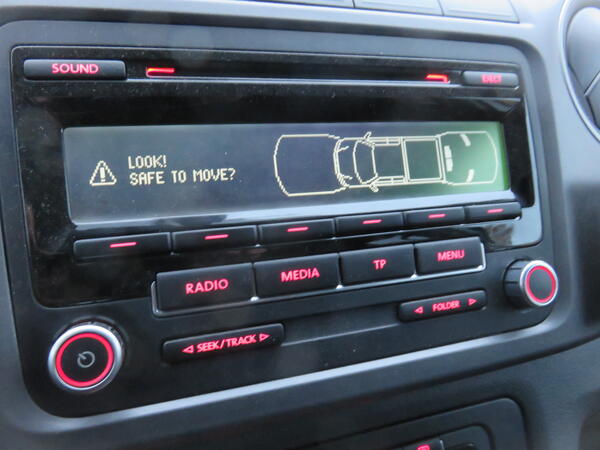 SOUND
EJECT
LOOK!
SAFE TO MOVE?
RADIO
MEDIA
TP
MENU
SEEK/TRACK
FOLDER